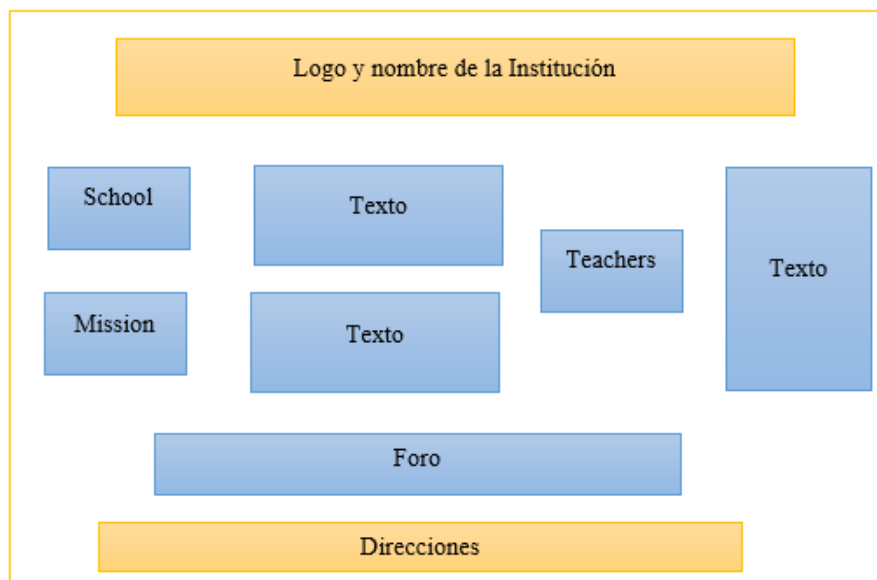 Logo y nombre de la Institución
School
Texto
Teachers
Texto
Mission
Texto
Foro
Direcciones